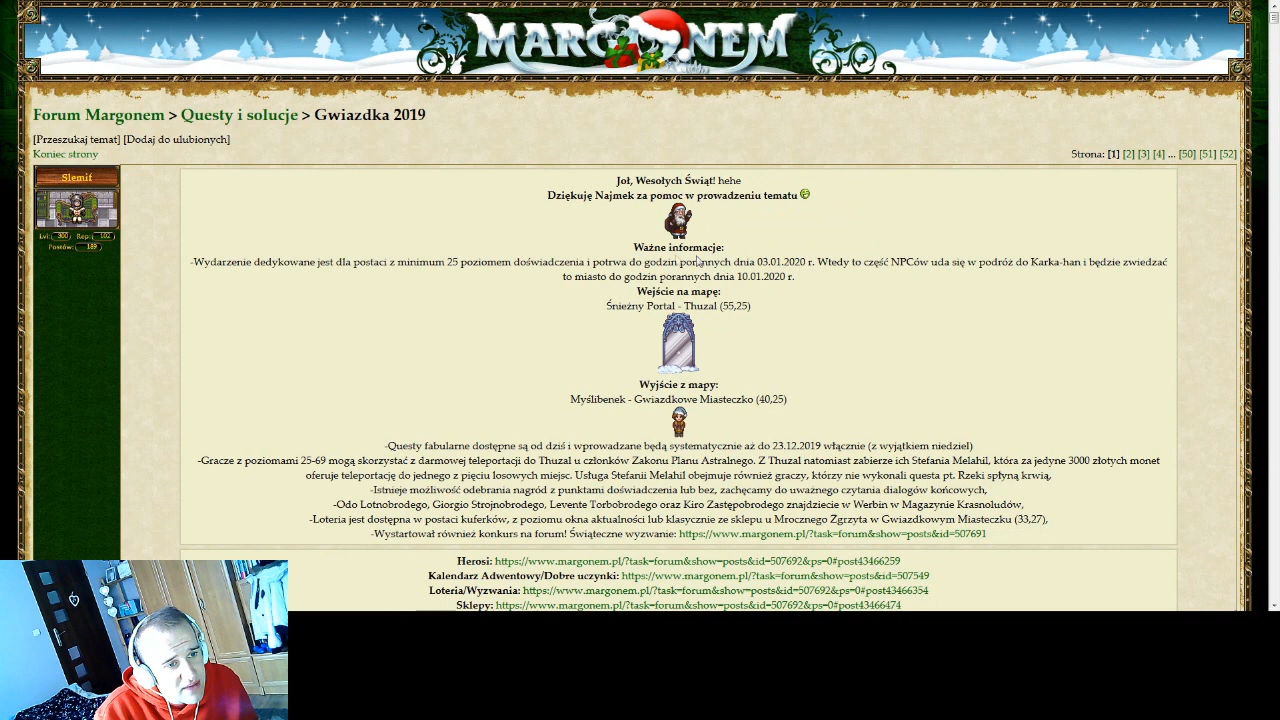 MARGONEM
Forum Margonem > Questy i solucje > Gwiazdka 2019
[Przeszukaj temat] [Dodaj do ulubionych]
Koniec strony
Strona: [1] [2] [3] [4] ... [50] [51] [52]
Slemif
Lvl: 300 Rep: 102
Postów: 189
Joł, Wesołych Świąt! hehe
Dziękuję Najmek za pomoc w prowadzeniu tematu
Ważne informacje:
-Wydarzenie dedykowane jest dla postaci z minimum 25 poziomem doświadczenia i potrwa do godzin porannych dnia 03.01.2020 r. Wtedy to część NPCów uda się w podróż do Karka-han i będzie zwiedzać
to miasto do godzin porannych dnia 10.01.2020 r.
Wejście na mapę:
Śnieżny Portal - Thuzal (55,25)
Wyjście z mapy:
Myślibenek - Gwiazdkowe Miasteczko (40,25)
-Questy fabularne dostępne są od dziś i wprowadzane będą systematycznie aż do 23.12.2019 włącznie (z wyjątkiem niedziel)
-Gracze z poziomami 25-69 mogą skorzystać z darmowej teleportacji do Thuzal u członków Zakonu Planu Astralnego. Z Thuzal natomiast zabierze ich Stefania Melahil, która za jedyne 3000 złotych monet
oferuje teleportację do jednego z pięciu losowych miejsc. Usługa Stefanii Melahil obejmuje również graczy, którzy nie wykonali questa pt. Rzeki spłyną krwią,
-Istnieje możliwość odebrania nagród z punktami doświadczenia lub bez, zachęcamy do uważnego czytania dialogów końcowych,
-Odo Lotnobrodego, Giorgio Strojnobrodego, Levente Torbobrodego oraz Kiro Zastępobrodego znajdziecie w Werbin w Magazynie Krasnoludów,
-Loteria jest dostępna w postaci kuferków, z poziomu okna aktualności lub klasycznie ze sklepu u Mrocznego Zgrzyta w Gwiazdkowym Miasteczku (33,27),
-Wystartował również konkurs na forum! Świąteczne wyzwanie: https://www.margonem.pl/?task=forum&show=posts&id=507691
Herosi: https://www.margonem.pl/?task=forum&show=posts&id=507692&ps=0#post43466259
Kalendarz Adwentowy/Dobre uczynki: https://www.margonem.pl/?task=forum&show=posts&id=507549
Loteria/Wyzwania: https://www.margonem.pl/?task=forum&show=posts&id=507692&ps=0#post43466354
Sklepy: https://www.margonem.pl/?task=forum&show=posts&id=507692&ps=0#post43466474